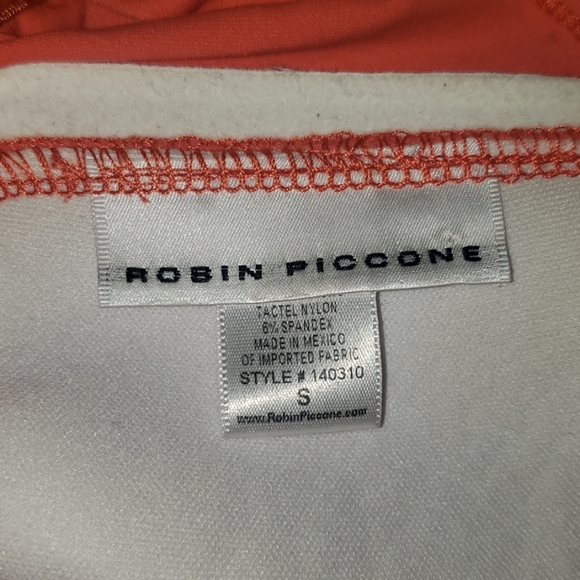 ROBIN PICCONE
TACTEL NYLON
6% SPANDEX
MADE IN MEXICO
OF IMPORTED FABRIC
STYLE # 140310
S
www.RobinPiccone.com